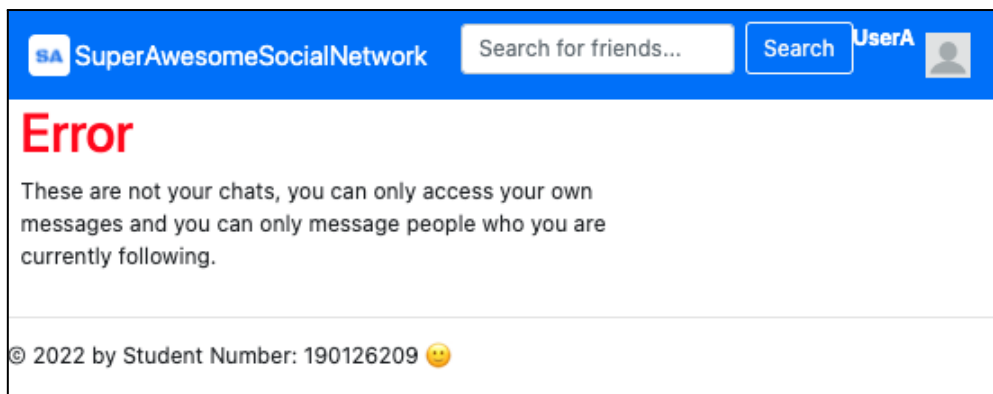 SA SuperAwesomeSocialNetwork Search for friends... Search UserA
Error
These are not your chats, you can only access your own
messages and you can only message people who you are
currently following.
© 2022 by Student Number: 190126209 🙂